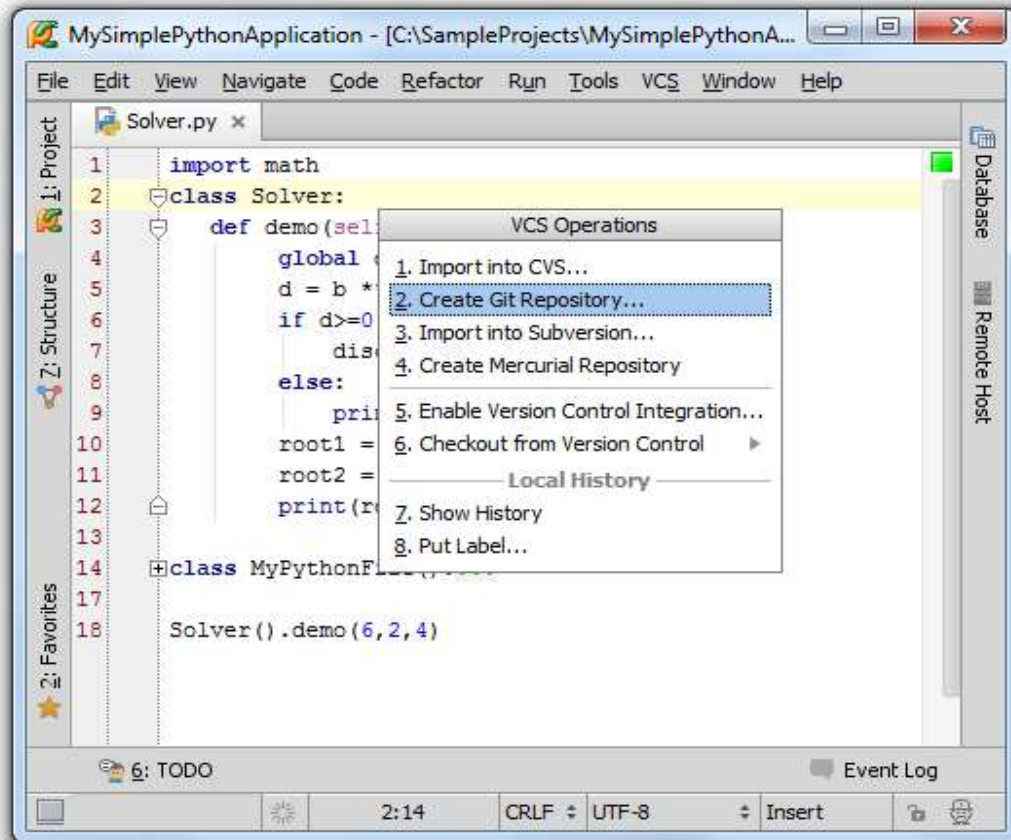 MySimplePythonApplication - [C:\SampleProjects\MySimplePythonA...
File Edit View Navigate Code Refactor Run Tools VCS Window Help
Solver.py
1: Project
Z: Structure
2: Favorites
1 import math
2 class Solver:
3 def demo(sel
4 global
5 d = b *
6 if d>=0
7 dis
8 else:
9 pri
10 root1 =
11 root2 =
12 print(r
13
14 class MyPythonF
17
18 Solver().demo(6,2,4)
VCS Operations
1. Import into CVS...
2. Create Git Repository...
3. Import into Subversion...
4. Create Mercurial Repository
5. Enable Version Control Integration...
6. Checkout from Version Control
Local History
7. Show History
8. Put Label...
Database
Remote Host
6: TODO Event Log
2:14 CRLF UTF-8 Insert